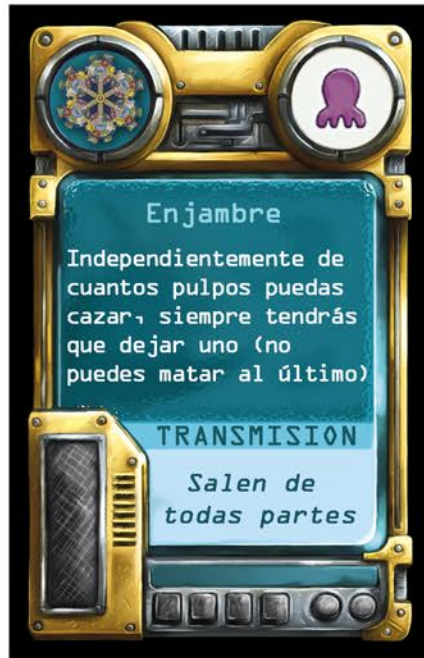 Enjambre
Independientemente de
cuantos pulpos puedas
cazar, siempre tendrás
que dejar uno (no
puedes matar al último)
TRANSMISION
Salen de
todas partes